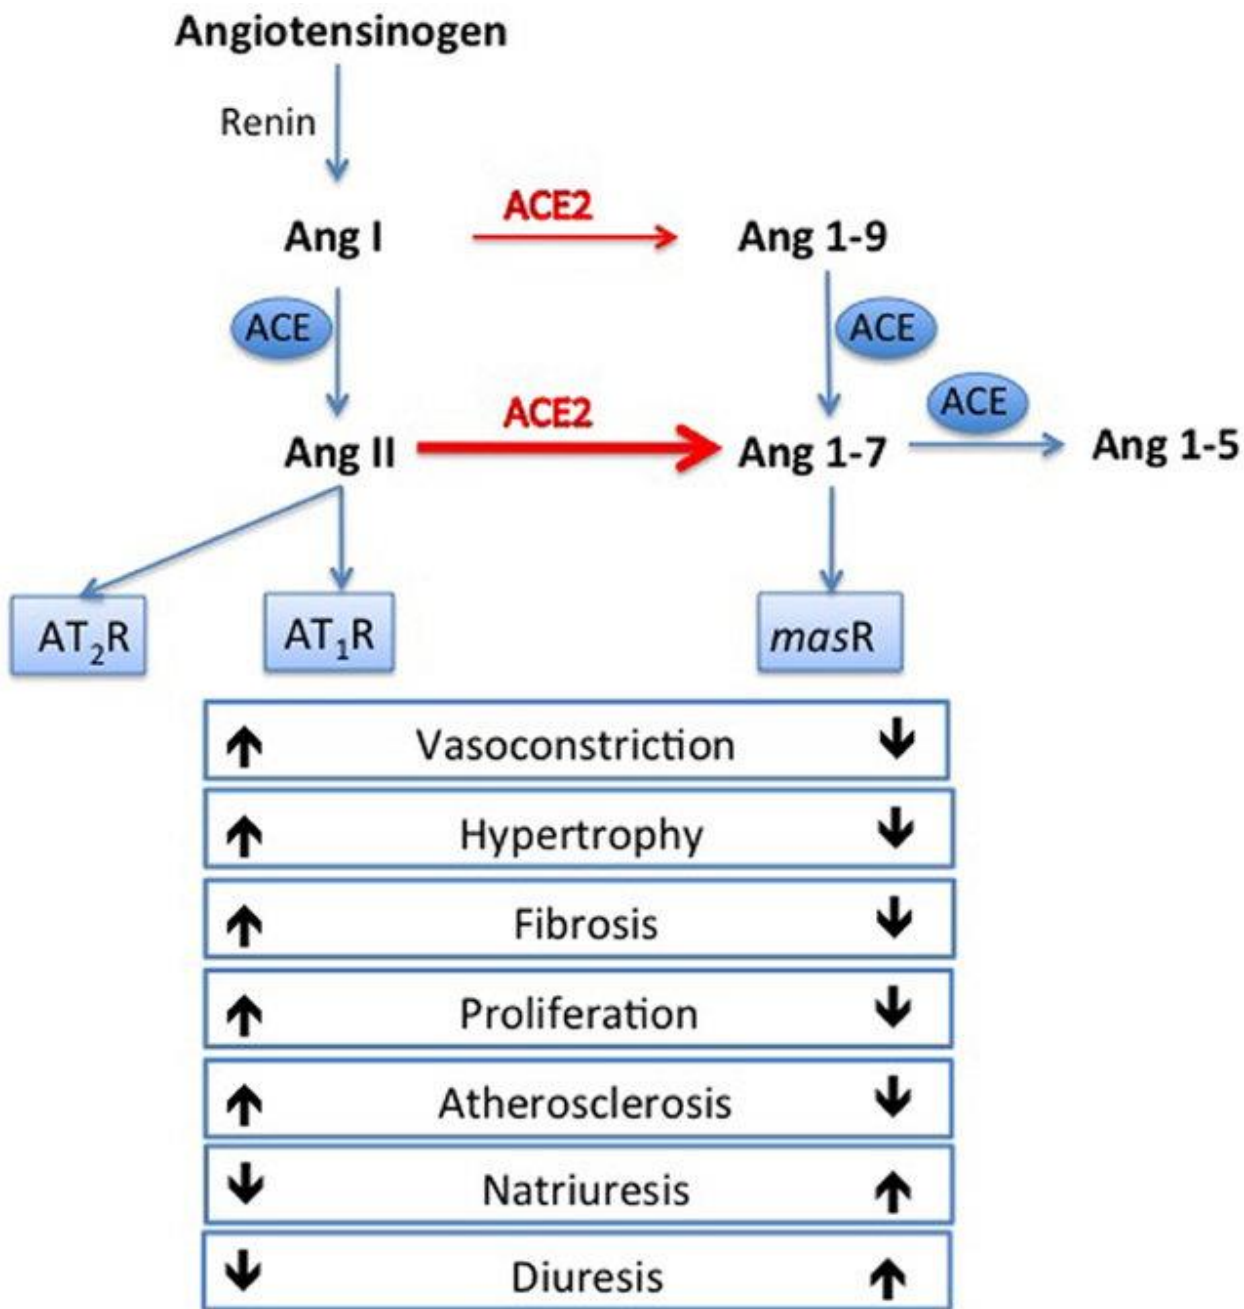 Angiotensinogen
Renin
ACE2
Ang I
Ang 1-9
ACE
ACE
ACE
ACE2
Ang II
Ang 1-7
Ang 1-5
AT₂R
AT₁R
masR
↑ Vasoconstriction ↓
↑ Hypertrophy ↓
↑ Fibrosis ↓
↑ Proliferation ↓
↑ Atherosclerosis ↓
↓ Natriuresis ↑
↓ Diuresis ↑